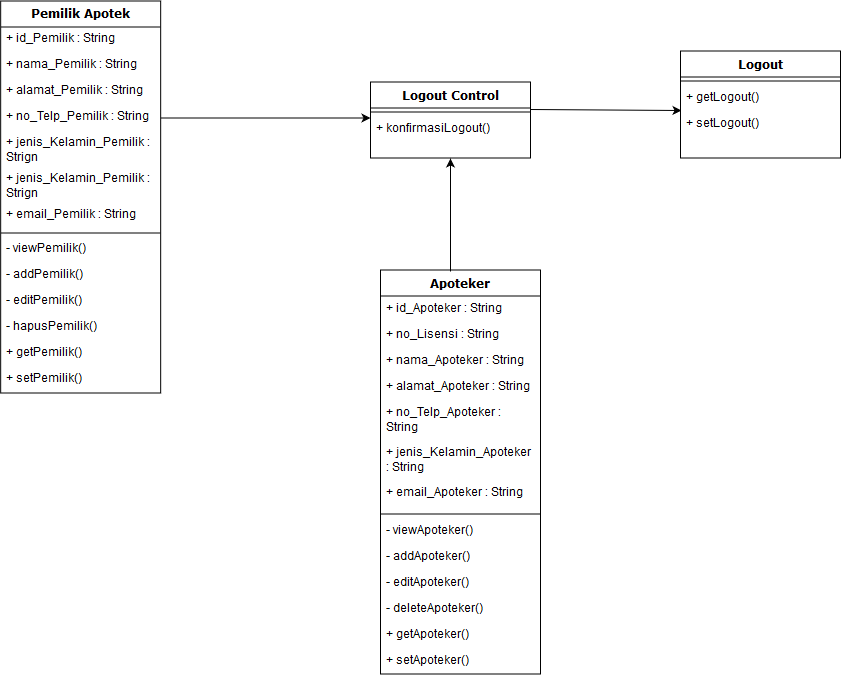 Pemilik Apotek
+ id_Pemilik : String
+ nama_Pemilik : String
+ alamat_Pemilik : String
+ no_Telp_Pemilik : String
+ jenis_Kelamin_Pemilik :
Strign
+ jenis_Kelamin_Pemilik :
Strign
+ email_Pemilik : String
- viewPemilik()
- addPemilik()
- editPemilik()
- hapusPemilik()
+ getPemilik()
+ setPemilik()
Logout Control
+ konfirmasiLogout()
Logout
+ getLogout()
+ setLogout()
Apoteker
+ id_Apoteker : String
+ no_Lisensi : String
+ nama_Apoteker : String
+ alamat_Apoteker : String
+ no_Telp_Apoteker :
String
+ jenis_Kelamin_Apoteker
: String
+ email_Apoteker : String
- viewApoteker()
- addApoteker()
- editApoteker()
- deleteApoteker()
+ getApoteker()
+ setApoteker()